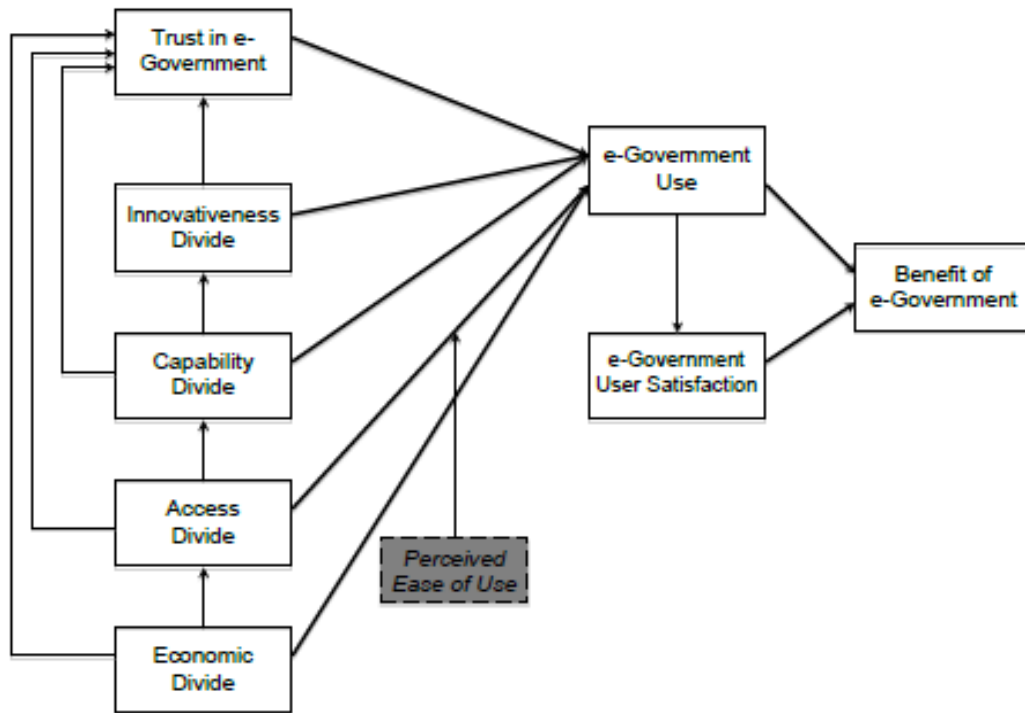 Trust in e-
Government
Innovativeness
Divide
Capability
Divide
Access
Divide
Economic
Divide
Perceived
Ease of Use
e-Government
Use
e-Government
User Satisfaction
Benefit of
e-Government